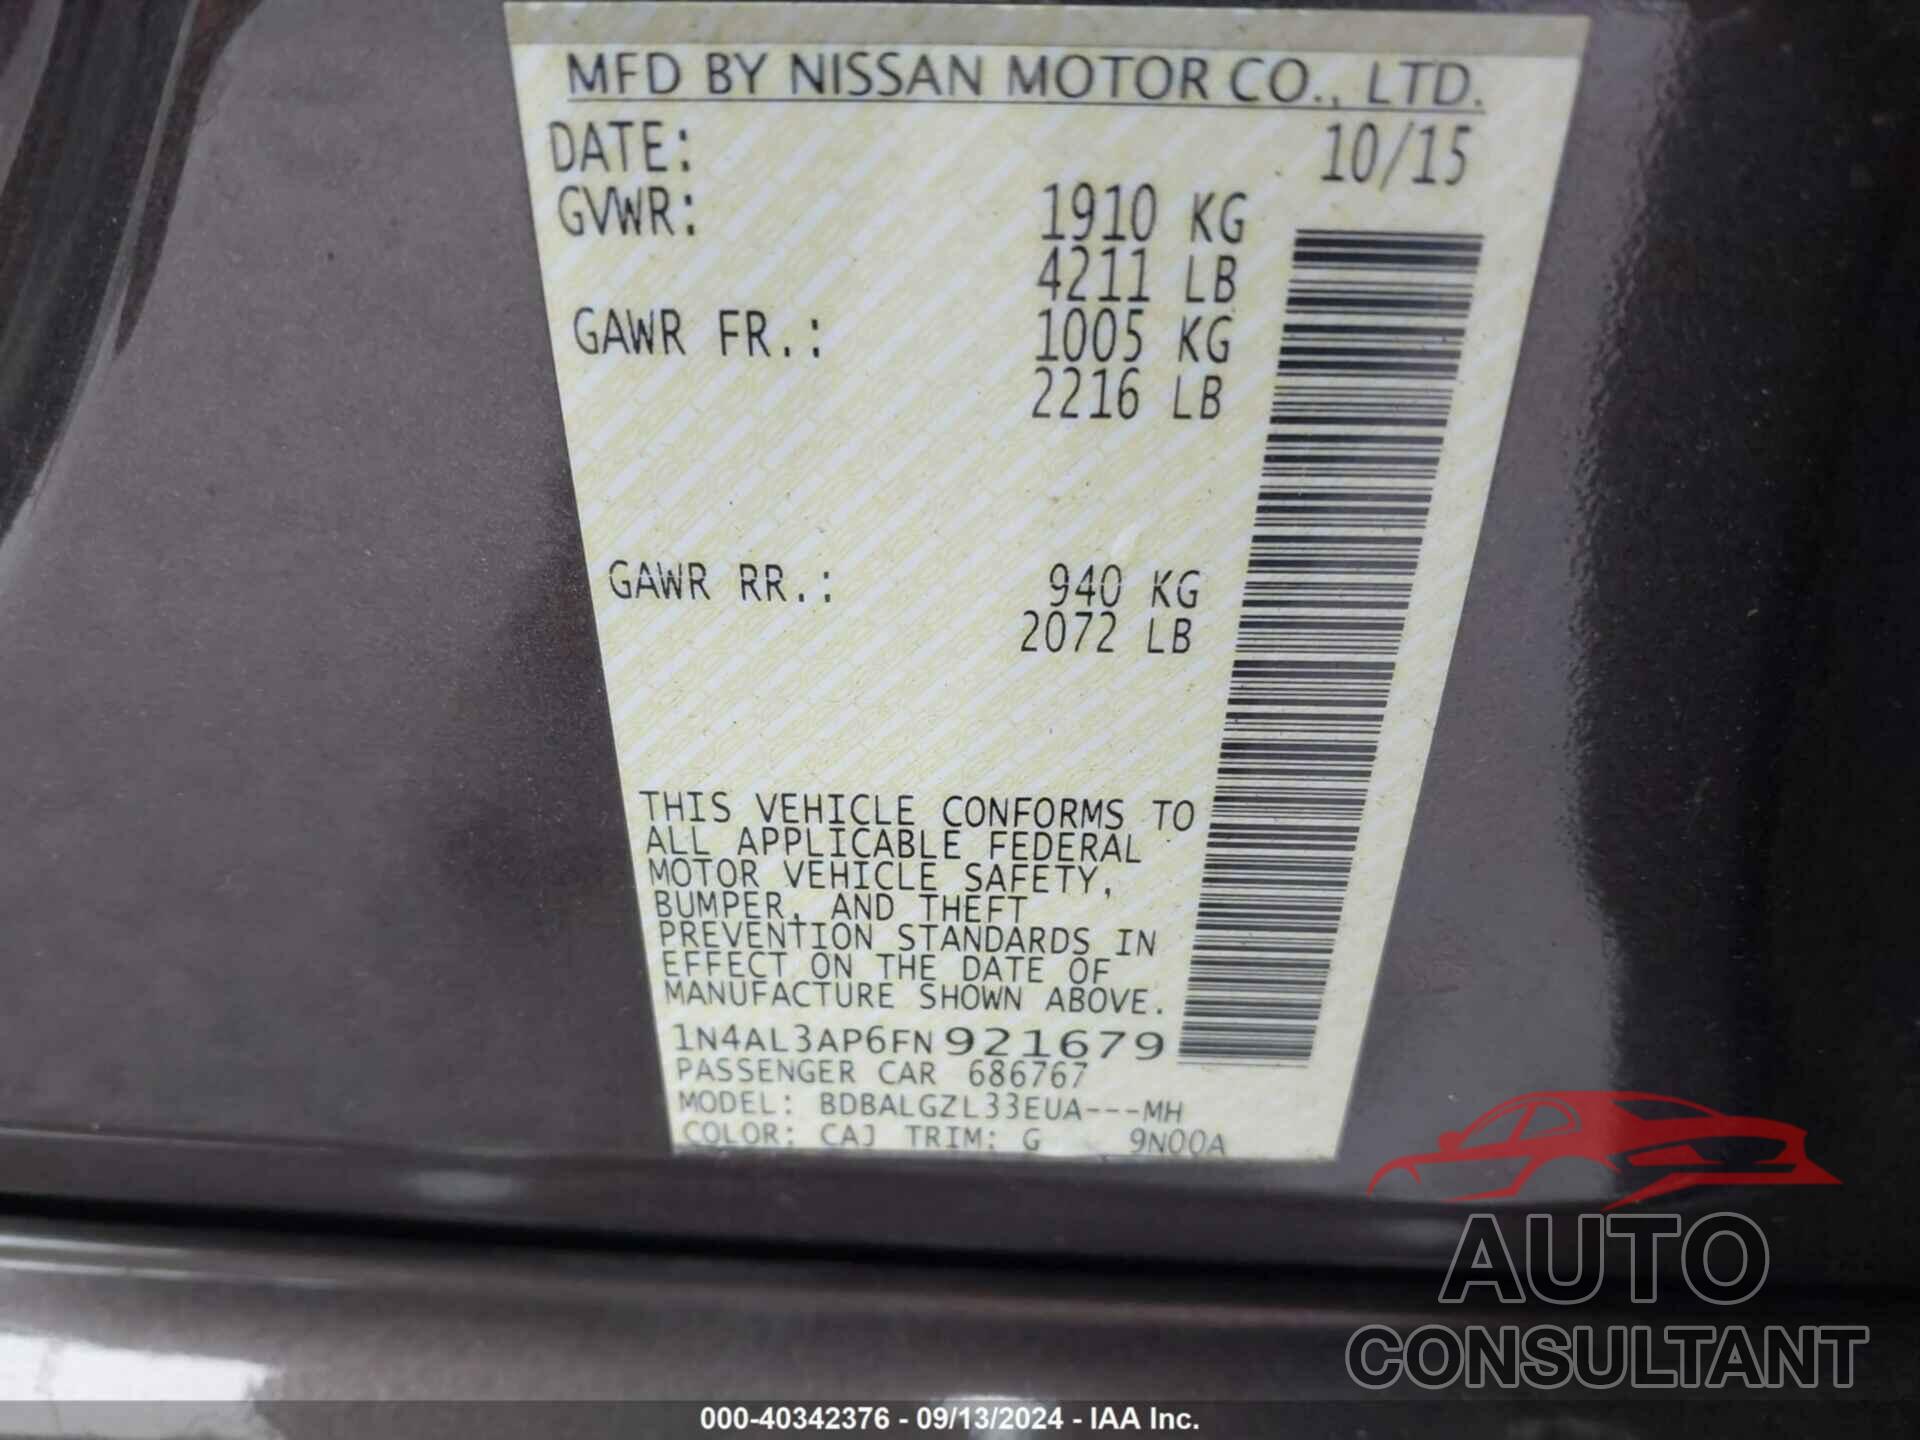 MFD BY NISSAN MOTOR CO., LTD.
DATE: 10/15
GVWR: 1910 KG
4211 LB
GAWR FR.: 1005 KG
2216 LB
GAWR RR.: 940 KG
2072 LB
THIS VEHICLE CONFORMS TO
ALL APPLICABLE FEDERAL
MOTOR VEHICLE SAFETY,
BUMPER, AND THEFT
PREVENTION STANDARDS IN
EFFECT ON THE DATE OF
MANUFACTURE SHOWN ABOVE.
1N4AL3AP6FN921679
PASSENGER CAR 686767
MODEL: BDBALGZL33EUA---MH
COLOR: CAJ TRIM: G 9N00A
AUTO
CONSULTANT
000-40342376 - 09/13/2024 - IAA Inc.